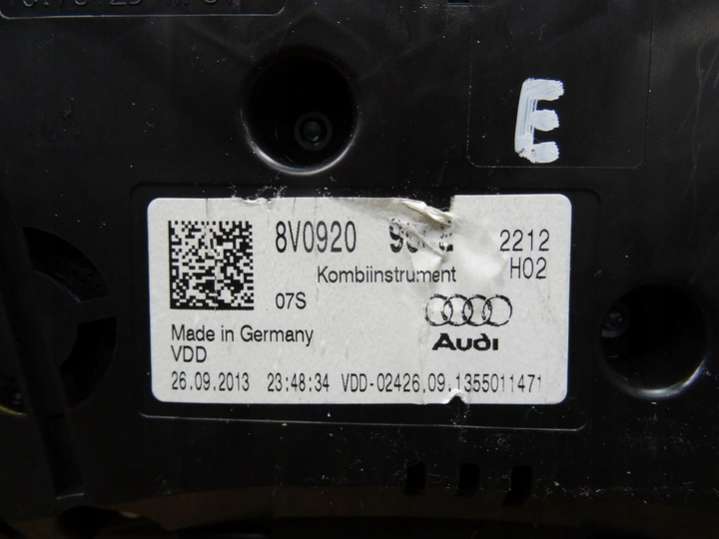 E
8V0920 2212
Kombiinstrument H02
07S
Audi
Made in Germany
VDD
26.09.2013 23:48:34 VDD-02426.09.1355011471